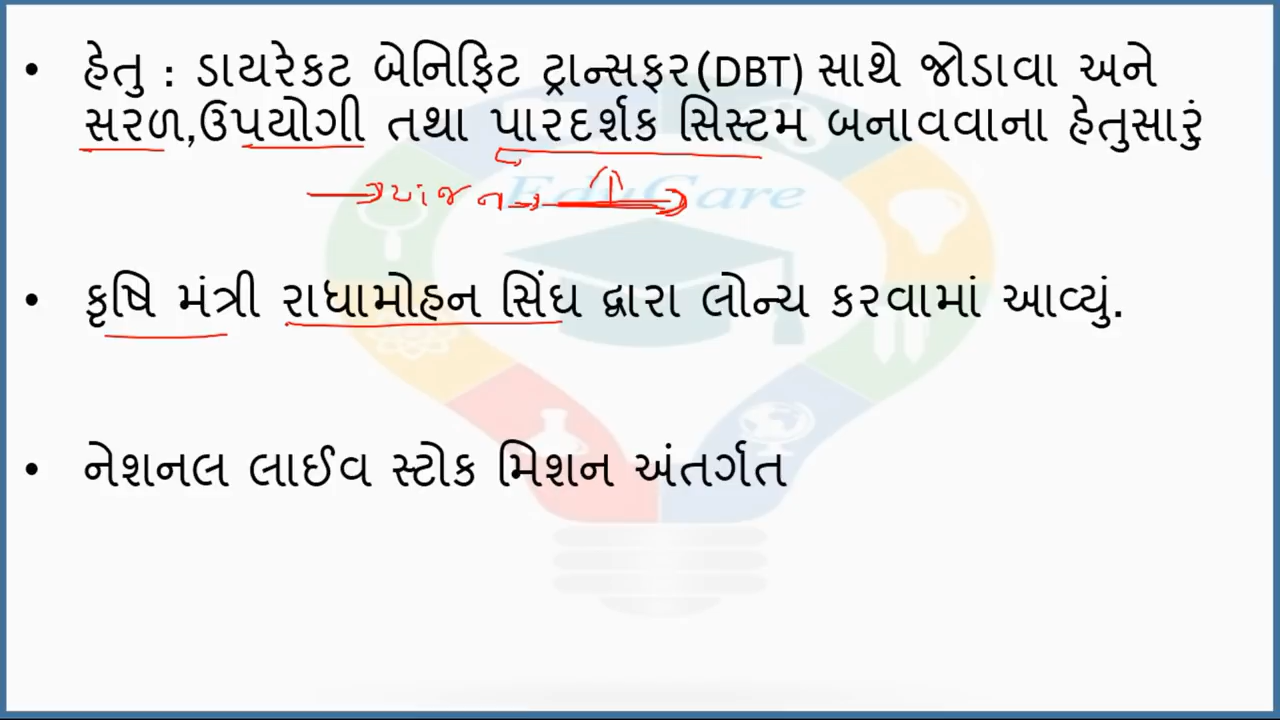 • હેતુ : ડાયરેકટ બેનિફિટ ટ્રાન્સફર(DBT) સાથે જોડાવા અને
સરળ,ઉપયોગી તથા પારદર્શક સિસ્ટમ બનાવવાના હેતુસારું
EduCare
• કૃષિ મંત્રી રાધામોહન સિંઘ દ્વારા લોન્ચ કરવામાં આવ્યું.
• નેશનલ લાઈવ સ્ટોક મિશન અંતર્ગત